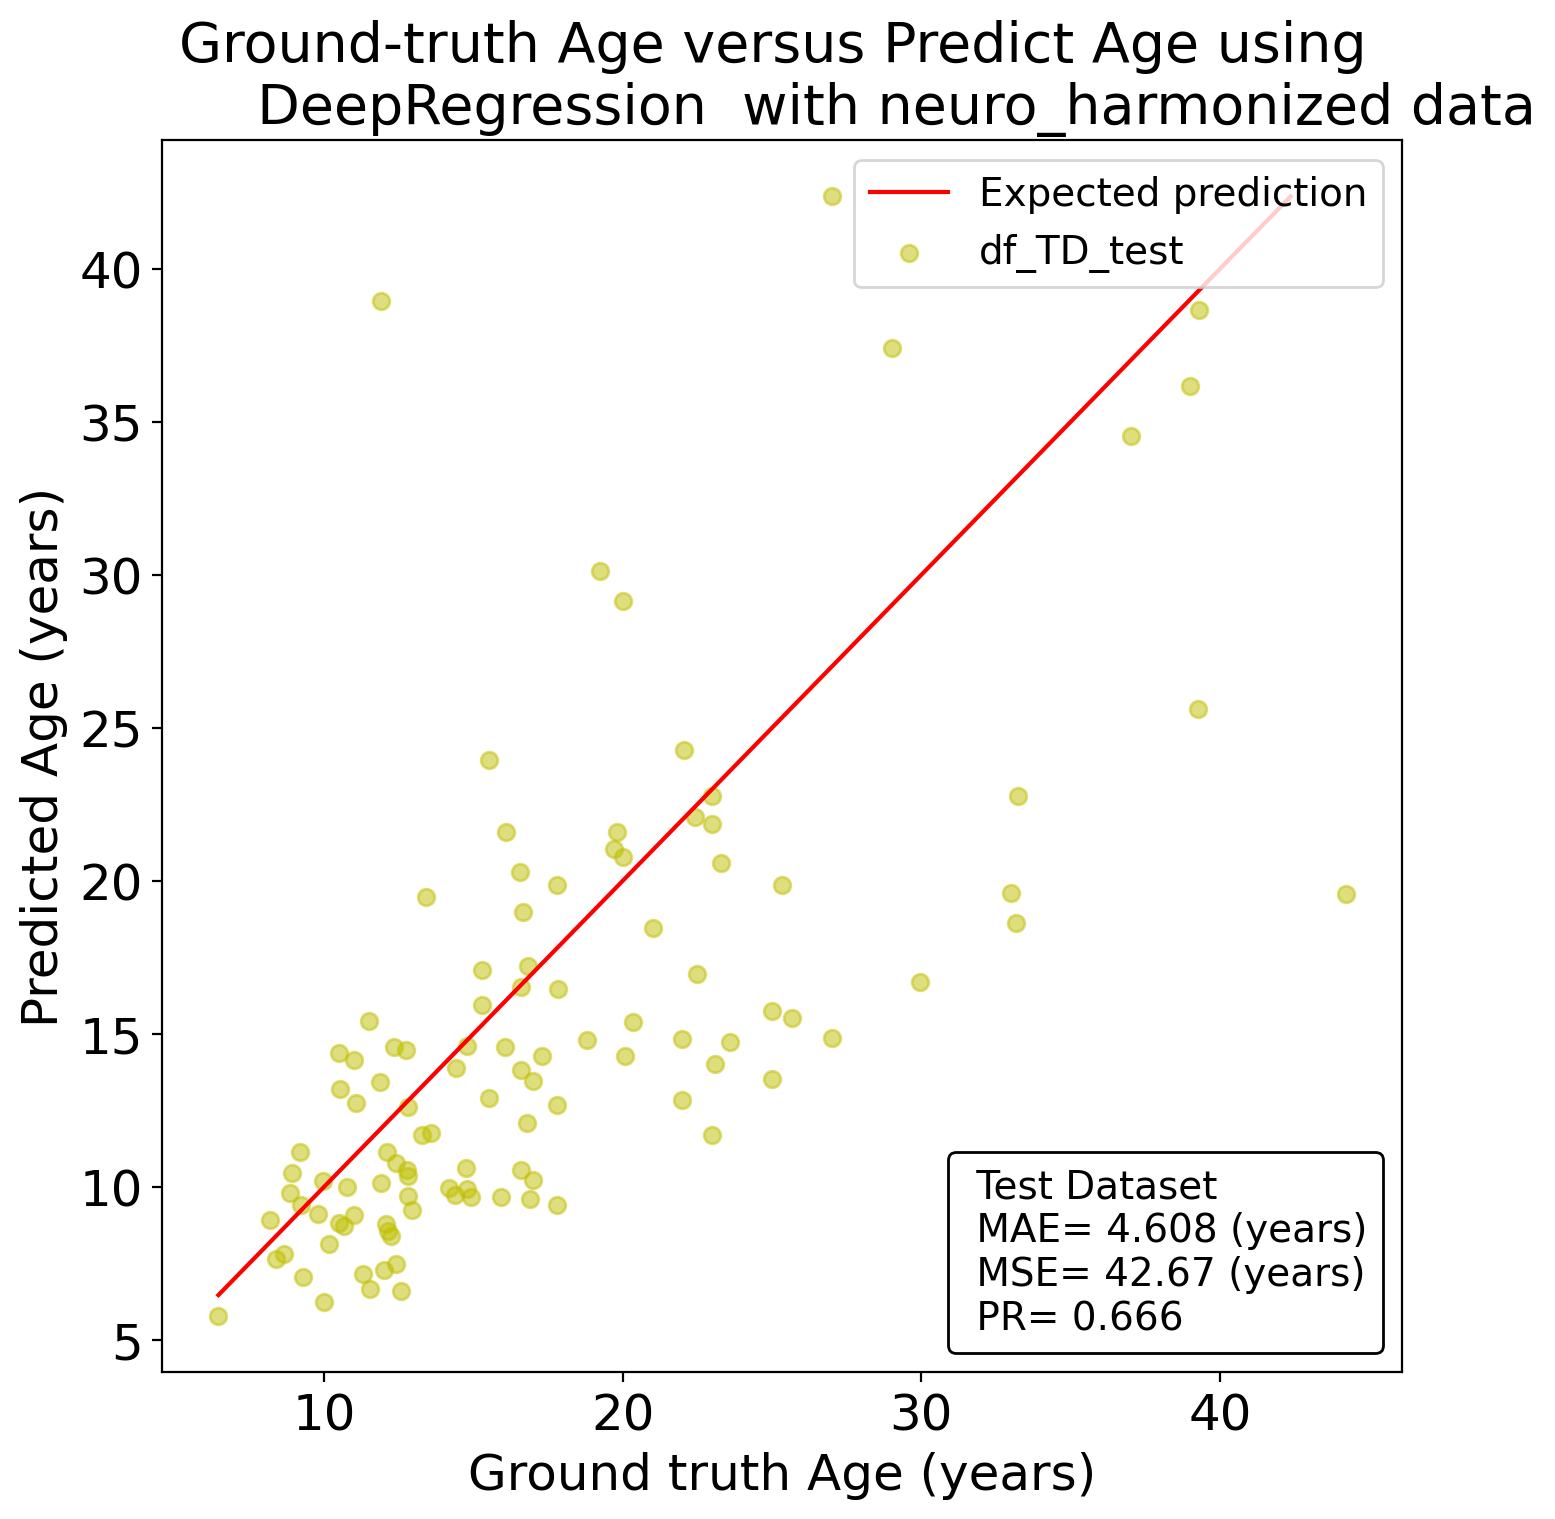 Ground-truth Age versus Predict Age using
DeepRegression  with neuro_harmonized data
Expected prediction
df_TD_test
40
35
30
25
20
15
10
5
Predicted Age (years)
Test Dataset
MAE= 4.608 (years)
MSE= 42.67 (years)
PR= 0.666
10 20 30 40
Ground truth Age (years)